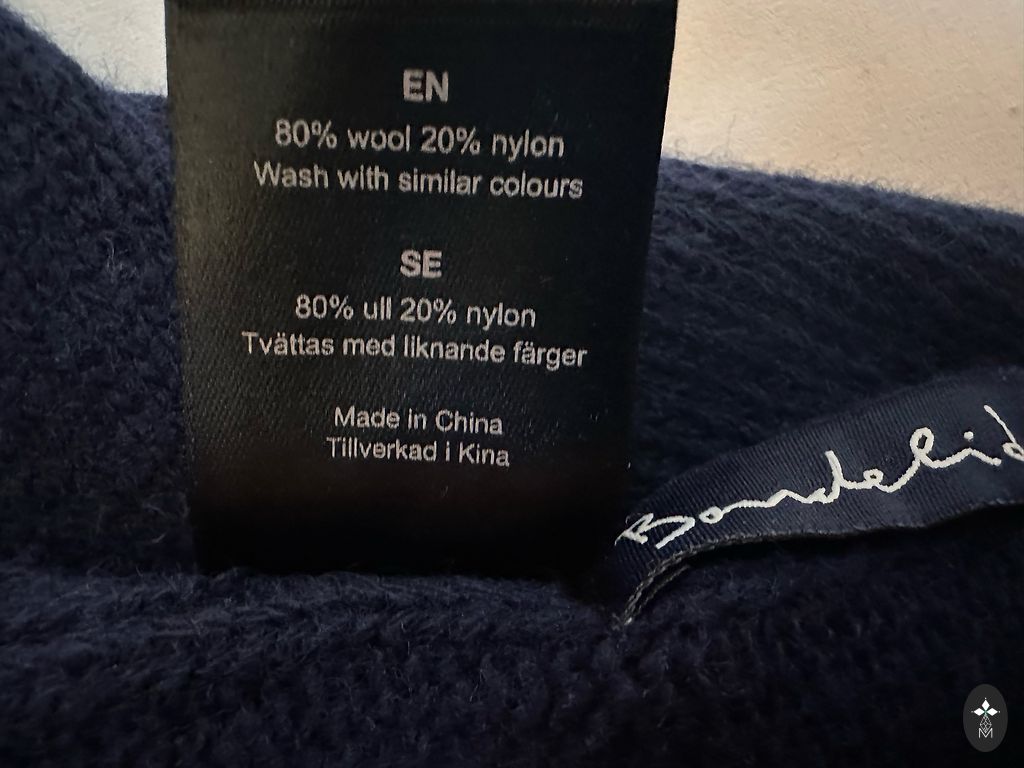 EN
80% wool 20% nylon
Wash with similar colours
SE
80% ull 20% nylon
Tvättas med liknande färger
Made in China
Tillverkad i Kina
Bondelid